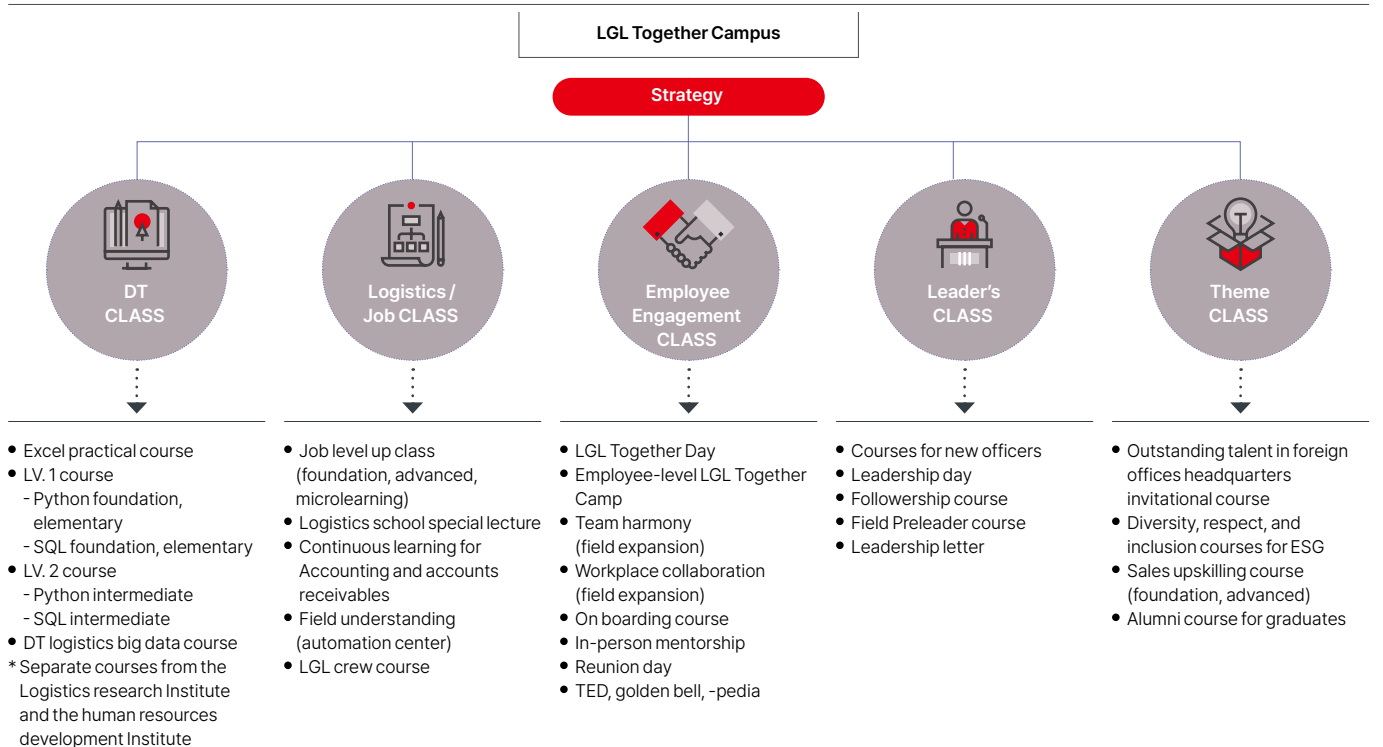 LGL Together Campus
Strategy
DT
CLASS
Logistics /
Job CLASS
Employee
Engagement
CLASS
Leader's
CLASS
Theme
CLASS
• Excel practical course
• LV. 1 course
- Python foundation,
elementary
- SQL foundation, elementary
• LV. 2 course
- Python intermediate
- SQL intermediate
• DT logistics big data course
* Separate courses from the
Logistics research Institute
and the human resources
development Institute
• Job level up class
(foundation, advanced,
microlearning)
• Logistics school special lecture
• Continuous learning for
Accounting and accounts
receivables
• Field understanding
(automation center)
• LGL crew course
• LGL Together Day
• Employee-level LGL Together
Camp
• Team harmony
(field expansion)
• Workplace collaboration
(field expansion)
• On boarding course
• In-person mentorship
• Reunion day
• TED, golden bell, -pedia
• Courses for new officers
• Leadership day
• Followership course
• Field Preleader course
• Leadership letter
• Outstanding talent in foreign
offices headquarters
invitational course
• Diversity, respect, and
inclusion courses for ESG
• Sales upskilling course
(foundation, advanced)
• Alumni course for graduates